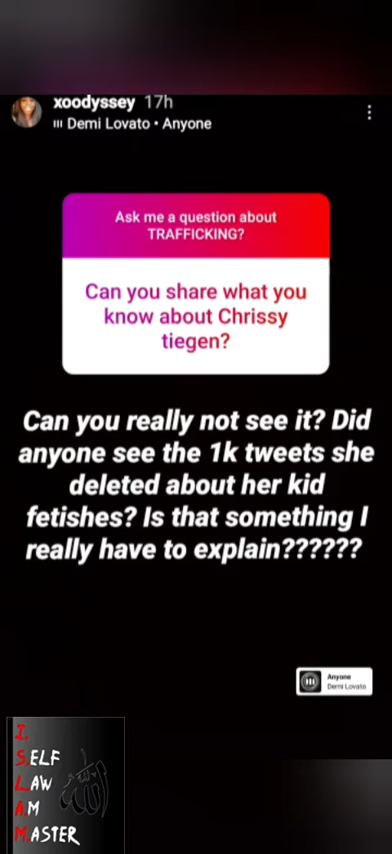 xoodyssey 17h
Demi Lovato • Anyone
Ask me a question about
TRAFFICKING?
Can you share what you
know about Chrissy
tiegen?
Can you really not see it? Did
anyone see the 1k tweets she
deleted about her kid
fetishes? Is that something I
really have to explain??????
Anyone
Demi Lovato
I.
S.ELF
L.AW
A.M
M.ASTER
الله